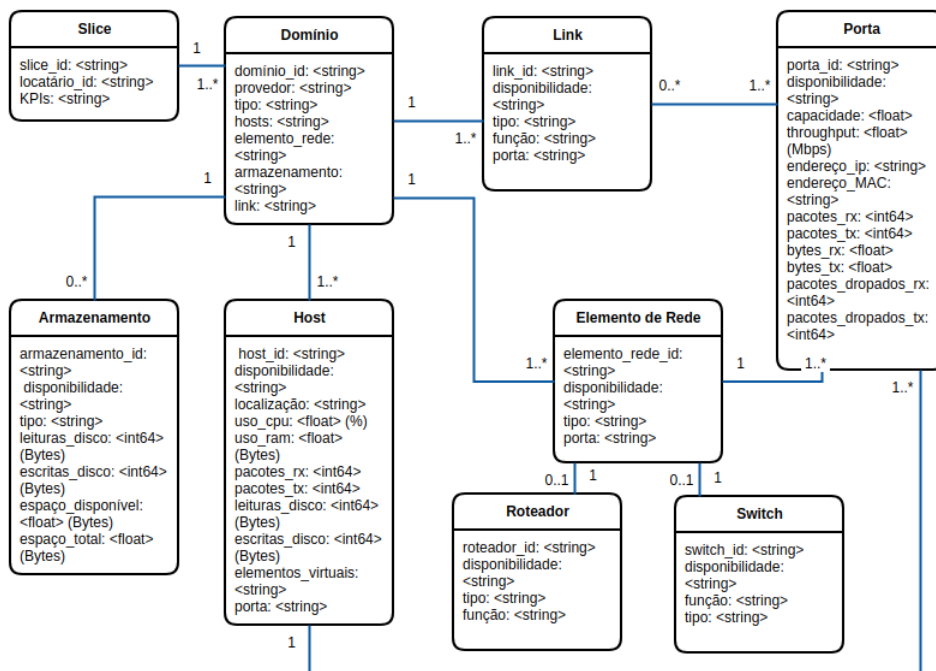 Slice
slice_id: <string>
locatário_id: <string>
KPIs: <string>
1
1..*
Domínio
domínio_id: <string>
provedor: <string>
tipo: <string>
hosts: <string>
elemento_rede:
<string>
armazenamento:
<string>
link: <string>
1
1..*
Link
link_id: <string>
disponibilidade:
<string>
tipo: <string>
função: <string>
porta: <string>
0..*
1..*
Porta
porta_id: <string>
disponibilidade:
<string>
capacidade: <float>
throughput: <float>
(Mbps)
endereço_ip: <string>
endereço_MAC:
<string>
pacotes_rx: <int64>
pacotes_tx: <int64>
bytes_rx: <float>
bytes_tx: <float>
pacotes_dropados_rx:
<int64>
pacotes_dropados_tx:
<int64>
1
0..*
1
1..*
1
1..*
Armazenamento
armazenamento_id:
<string>
disponibilidade:
<string>
tipo: <string>
leituras_disco: <int64>
(Bytes)
escritas_disco: <int64>
(Bytes)
espaço_disponível:
<float> (Bytes)
espaço_total: <float>
(Bytes)
Host
host_id: <string>
disponibilidade:
<string>
localização: <string>
uso_cpu: <float> (%)
uso_ram: <float>
(Bytes)
pacotes_rx: <int64>
pacotes_tx: <int64>
leituras_disco: <int64>
(Bytes)
escritas_disco: <int64>
(Bytes)
elementos_virtuais:
<string>
porta: <string>
1
Elemento de Rede
elemento_rede_id:
<string>
disponibilidade:
<string>
tipo: <string>
porta: <string>
1
1..*
1..*
0..1
1
0..1
1
Roteador
roteador_id: <string>
disponibilidade:
<string>
tipo: <string>
função: <string>
Switch
switch_id: <string>
disponibilidade:
<string>
função: <string>
tipo: <string>